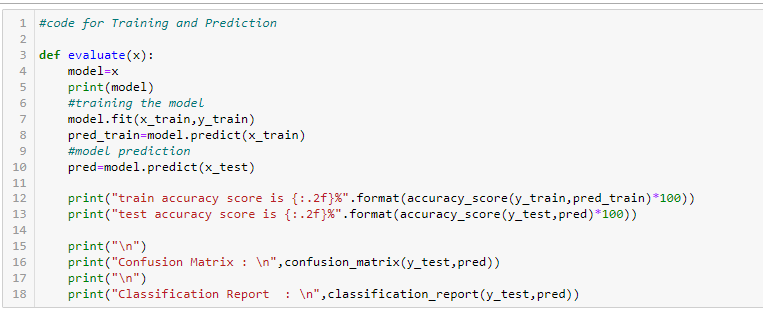 1 #code for Training and Prediction
2
3 def evaluate(x):
4     model=x
5     print(model)
6     #training the model
7     model.fit(x_train,y_train)
8     pred_train=model.predict(x_train)
9     #model prediction
10     pred=model.predict(x_test)
11
12     print("train accuracy score is {:.2f}%".format(accuracy_score(y_train,pred_train)*100))
13     print("test accuracy score is {:.2f}%".format(accuracy_score(y_test,pred)*100))
14
15     print("\n")
16     print("Confusion Matrix : \n",confusion_matrix(y_test,pred))
17     print("\n")
18     print("Classification Report  : \n",classification_report(y_test,pred))